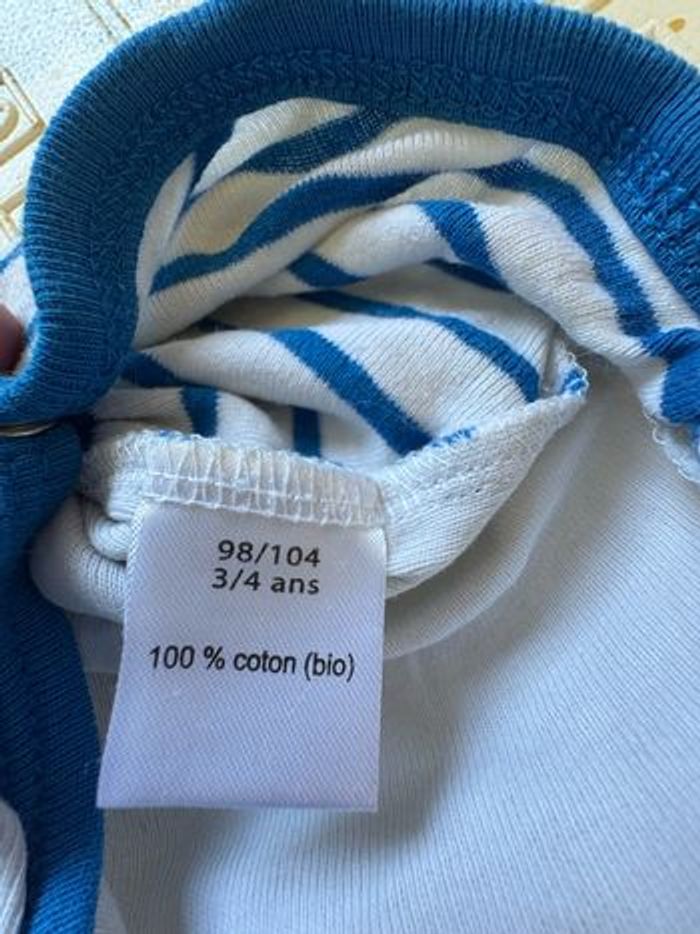 98/104
3/4 ans
100 % coton (bio)